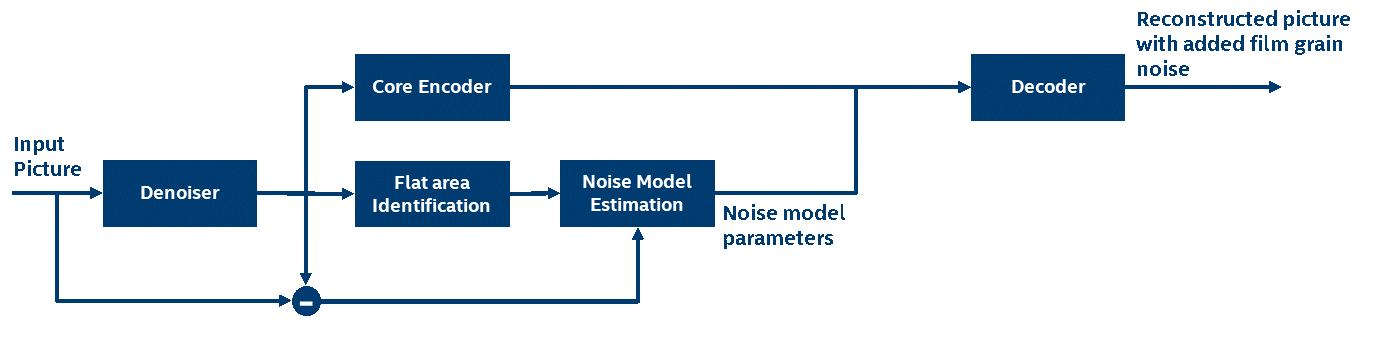 Reconstructed picture
with added film grain
noise
Core Encoder
Decoder
Input
Picture
Denoiser
Flat area
Identification
Noise Model
Estimation
Noise model
parameters